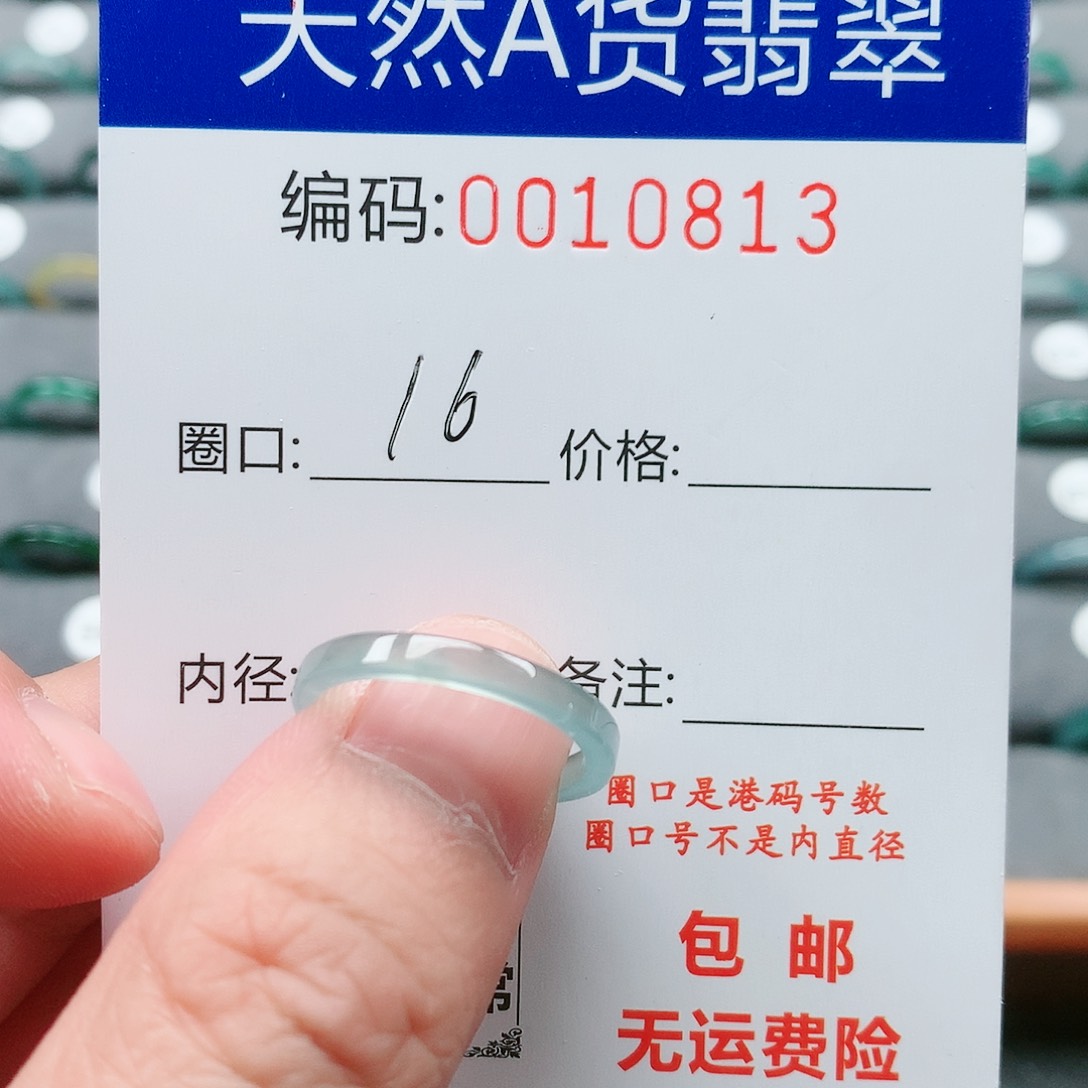 天然A货翡翠
编码:0010813
圈口: 16 价格:
内径: 备注:
圈口是港码号数
圈口号不是内直径
包邮
常
无运费险